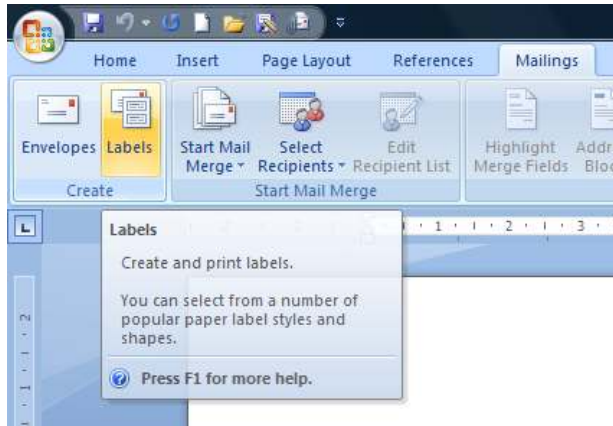 Home Insert Page Layout References Mailings
Envelopes Labels Start Mail Merge Select Recipients Edit Recipient List Highlight Merge Fields
Create Start Mail Merge
L 1 2 3
Labels
Create and print labels.
You can select from a number of
popular paper label styles and
shapes.
Press F1 for more help.
2
1